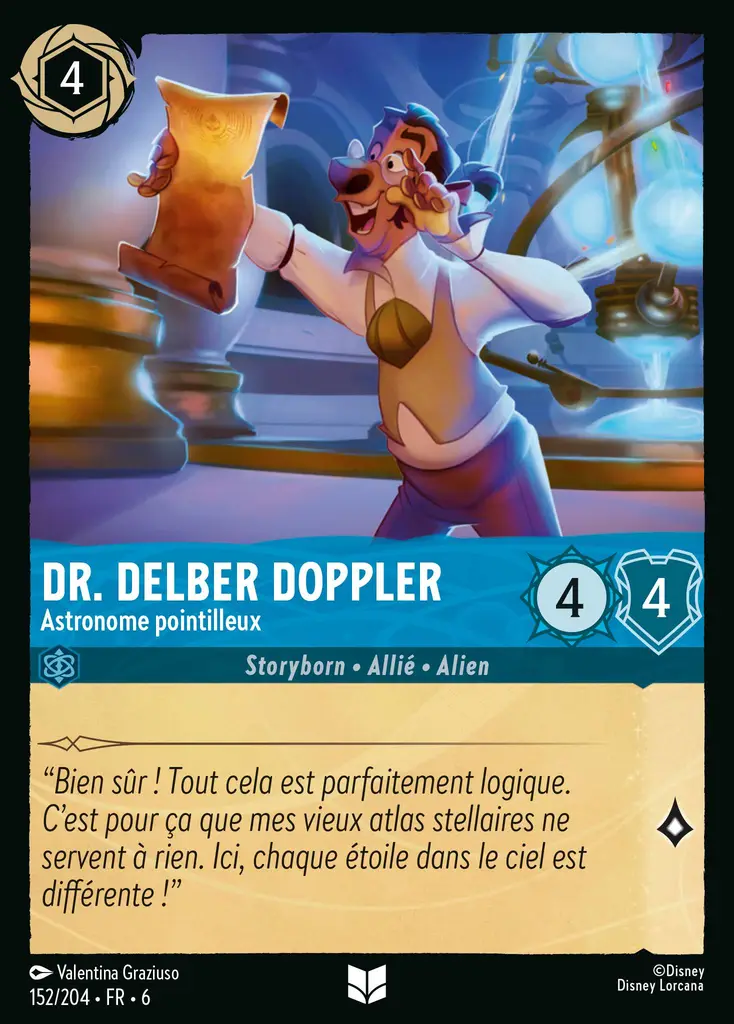 4
DR. DELBER DOPPLER
Astronome pointilleux
4
4
Storyborn • Allié • Alien
“Bien sûr ! Tout cela est parfaitement logique.
C’est pour ça que mes vieux atlas stellaires ne
servent à rien. Ici, chaque étoile dans le ciel est
différente !”
Valentina Graziuso
©Disney
152/204 • FR • 6
Disney Lorcana